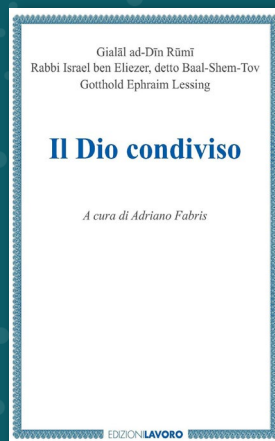 Gialāl ad-Dīn Rūmī
Rabbi Israel ben Eliezer, detto Baal-Shem-Tov
Gotthold Ephraim Lessing
Il Dio condiviso
A cura di Adriano Fabris
EDIZIONILAVORO